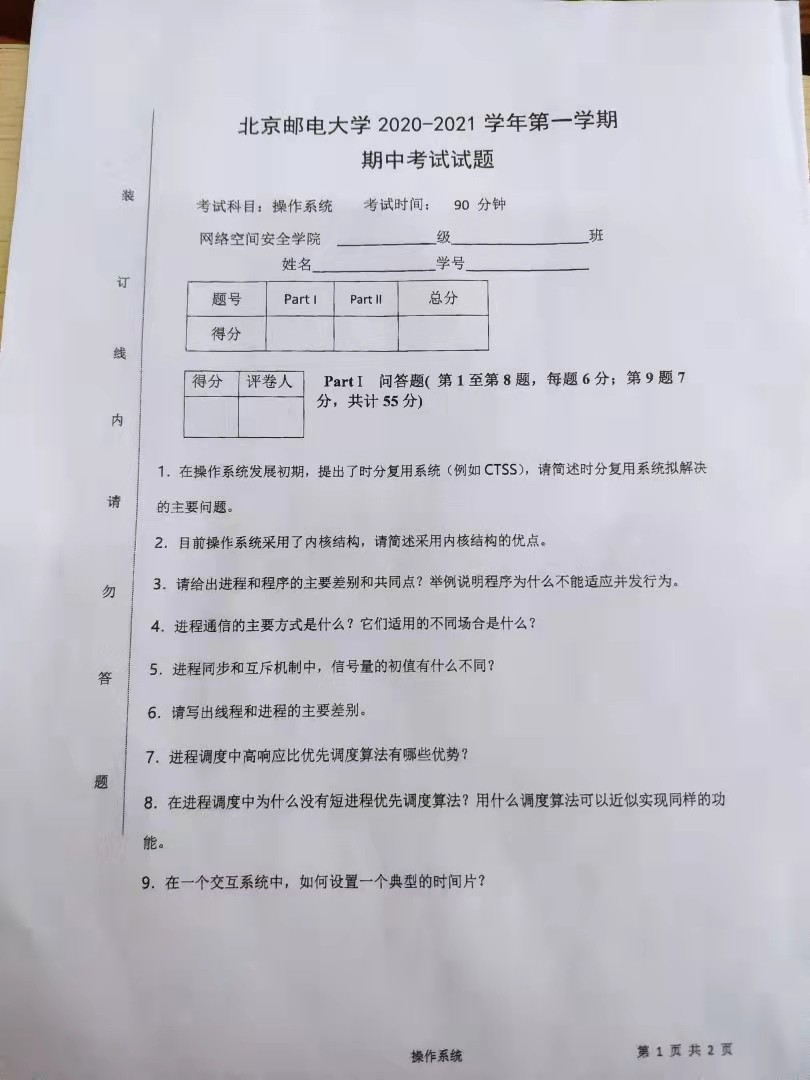 北京邮电大学 2020-2021 学年第一学期
期中考试试题
考试科目：操作系统 考试时间： 90 分钟
网络空间安全学院 ____________级________________班
姓名______________学号______________
题号 Part I Part II 总分
得分
得分 评卷人
Part I 问答题( 第 1 至第 8 题，每题 6 分；第 9 题 7
分，共计 55 分)
1．在操作系统发展初期，提出了时分复用系统（例如 CTSS），请简述时分复用系统拟解决
的主要问题。
2．目前操作系统采用了内核结构，请简述采用内核结构的优点。
3．请给出进程和程序的主要差别和共同点？举例说明程序为什么不能适应并发行为。
4．进程通信的主要方式是什么？它们适用的不同场合是什么？
5．进程同步和互斥机制中，信号量的初值有什么不同？
6．请写出线程和进程的主要差别。
7．进程调度中高响应比优先调度算法有哪些优势？
8．在进程调度中为什么没有短进程优先调度算法？用什么调度算法可以近似实现同样的功
能。
9．在一个交互系统中，如何设置一个典型的时间片？
装
订
线
内
请
勿
答
题
操作系统
第 1 页 共 2 页